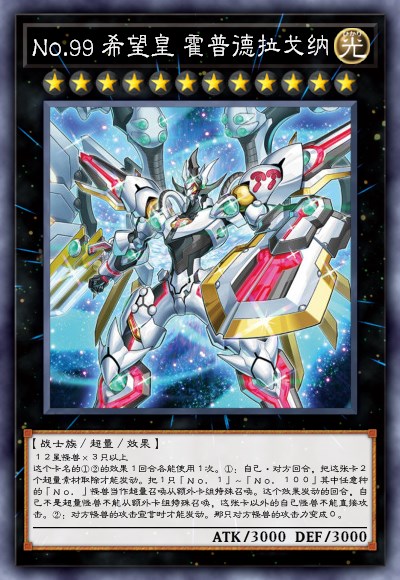 No.99 希望皇 霍普德拉戈纳
光
【战士族／超量／效果】
１２星怪兽×３只以上
这个卡名的①②的效果１回合各能使用１次。①：自己·对方回合，把这张卡２
个超量素材取除才能发动。把１只「Ｎｏ．１」～「Ｎｏ．１００」其中任意种
的「Ｎｏ．」怪兽当作超量召唤从额外卡组特殊召唤。这个效果发动的回合，自
己不是超量怪兽不能从额外卡组特殊召唤，这张卡以外的自己怪兽不能直接攻
击。②：对方怪兽的攻击宣言时才能发动。那只对方怪兽的攻击力变成０。
ATK/3000 DEF/3000